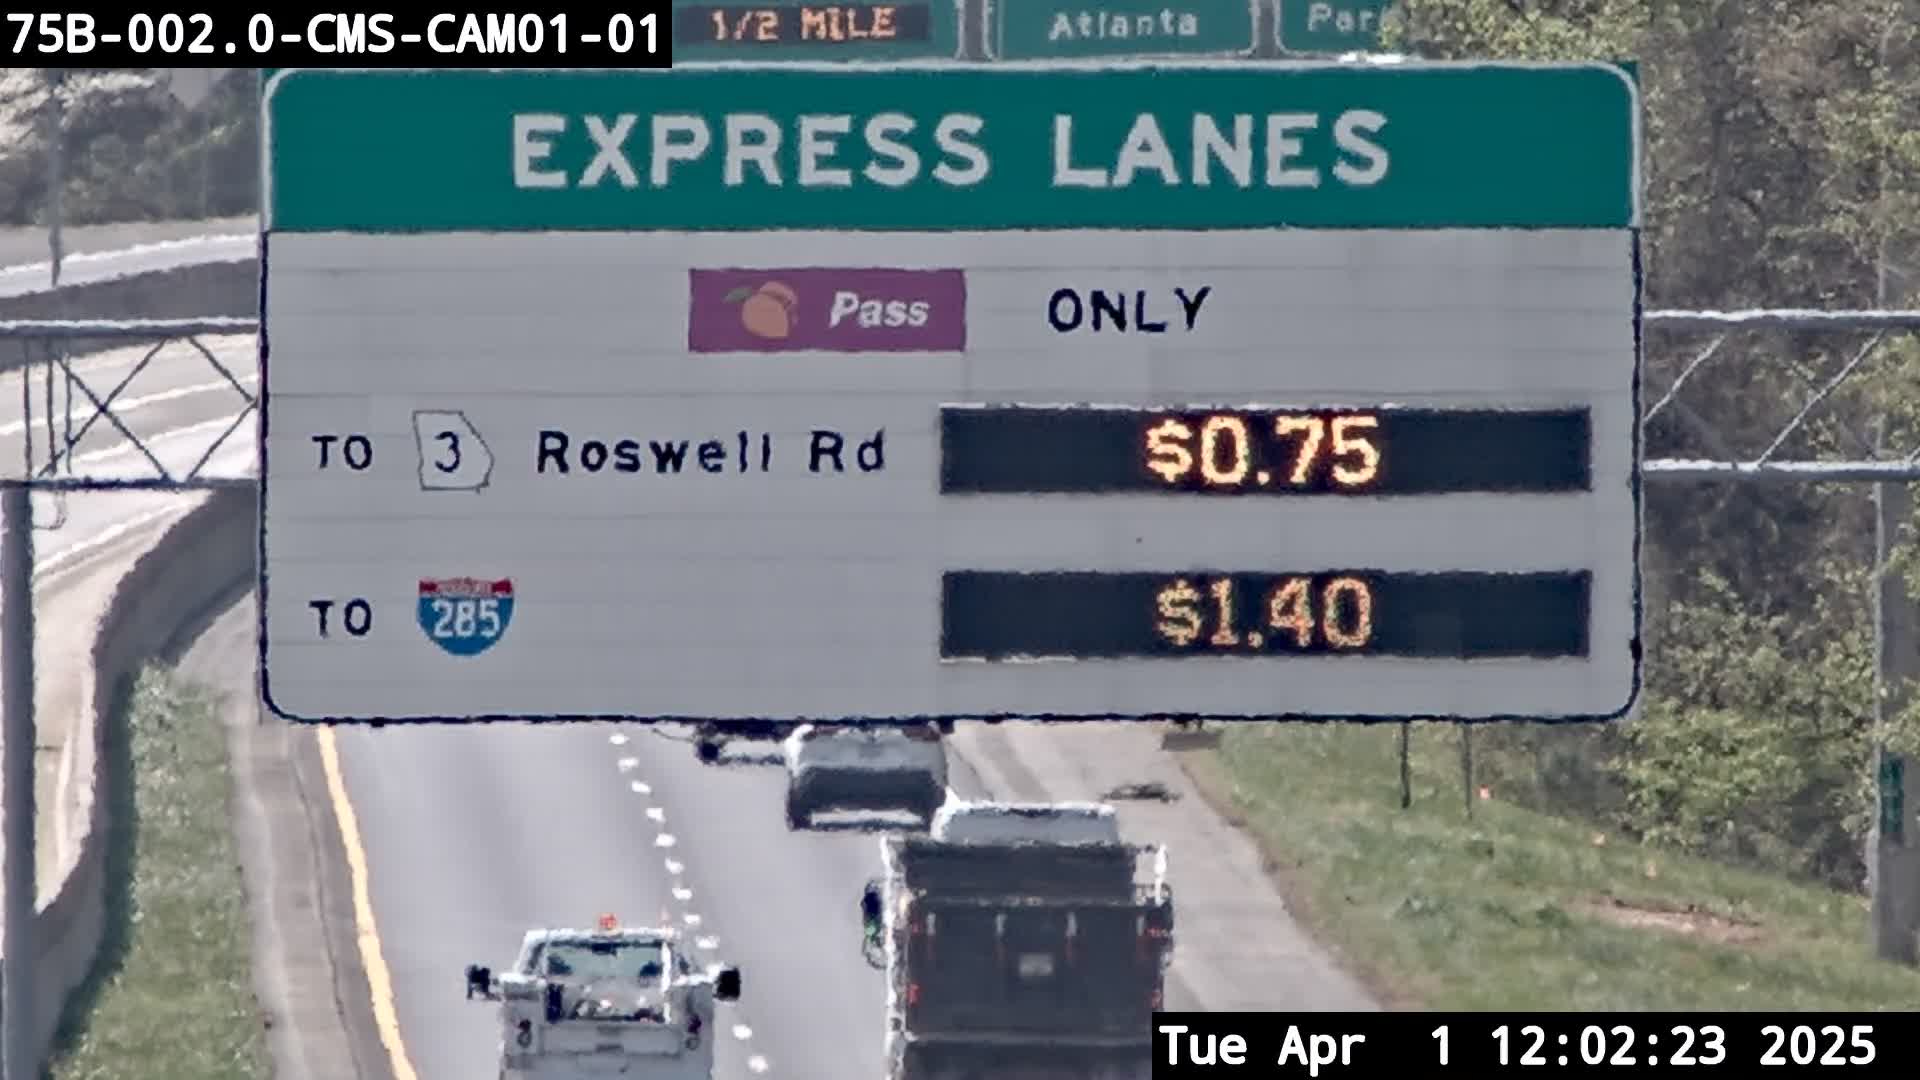 75B-002.0-CMS-CAM01-01
1/2 MILE
Atlanta
EXPRESS LANES
Pass ONLY
TO 3 Roswell Rd $0.75
TO 285 $1.40
Tue Apr 1 12:02:23 2025